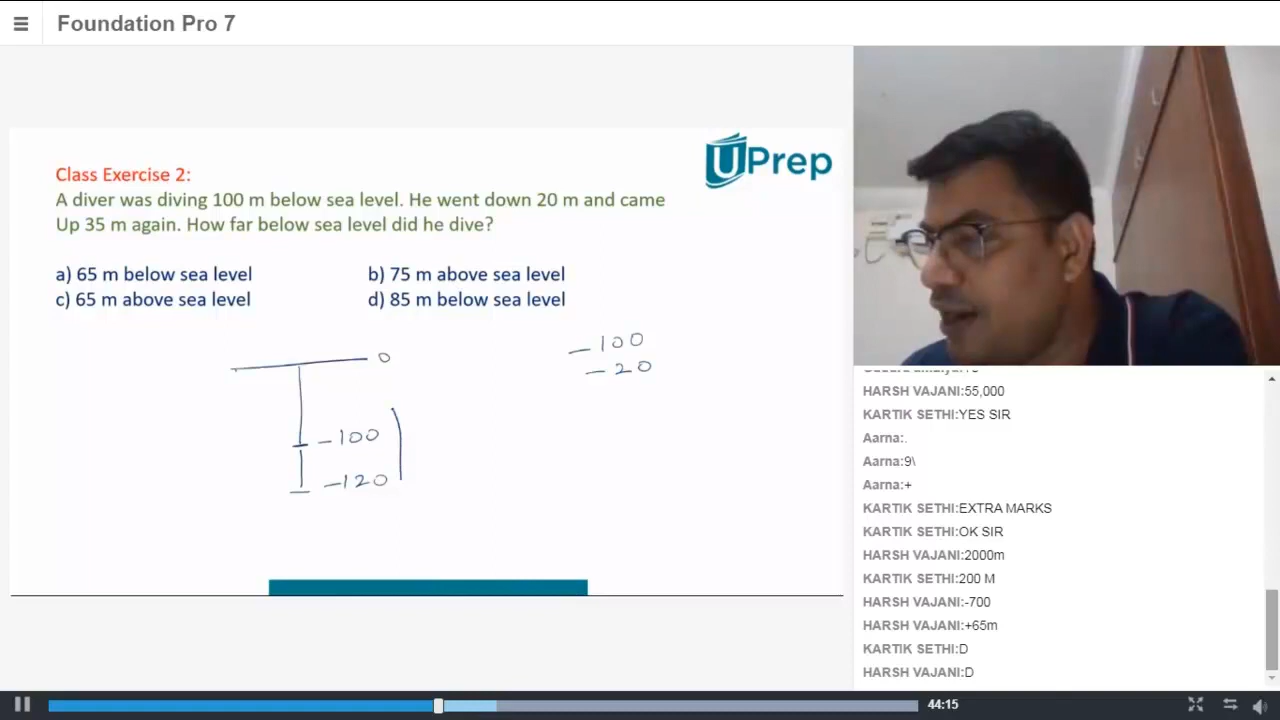 Foundation Pro 7
UPrep
Class Exercise 2:
A diver was diving 100 m below sea level. He went down 20 m and came
Up 35 m again. How far below sea level did he dive?
a) 65 m below sea level b) 75 m above sea level
c) 65 m above sea level d) 85 m below sea level
0
-100
-120
-100
-20
HARSH VAJANI:55,000
KARTIK SETHI:YES SIR
Aarna:.
Aarna:9\
Aarna:+
KARTIK SETHI:EXTRA MARKS
KARTIK SETHI:OK SIR
HARSH VAJANI:2000m
KARTIK SETHI:200 M
HARSH VAJANI:-700
HARSH VAJANI:+65m
KARTIK SETHI:D
HARSH VAJANI:D
44:15